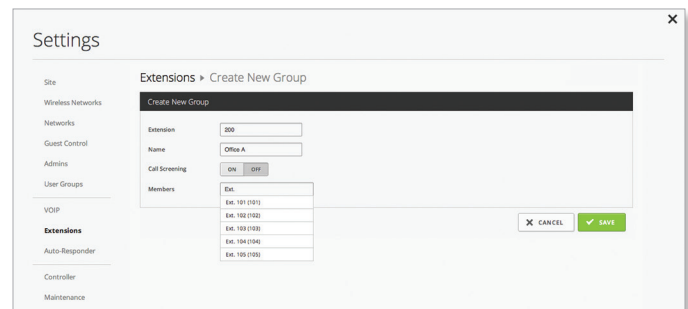 Settings
Site
Wireless Networks
Networks
Guest Control
Admins
User Groups
VOIP
Extensions
Auto-Responder
Controller
Maintenance
Extensions ▸ Create New Group
Create New Group
Extension 200
Name Office A
Call Screening ON OFF
Members Ext.
Ext. 101 (101)
Ext. 102 (102)
Ext. 103 (103)
Ext. 104 (104)
Ext. 105 (105)
CANCEL SAVE